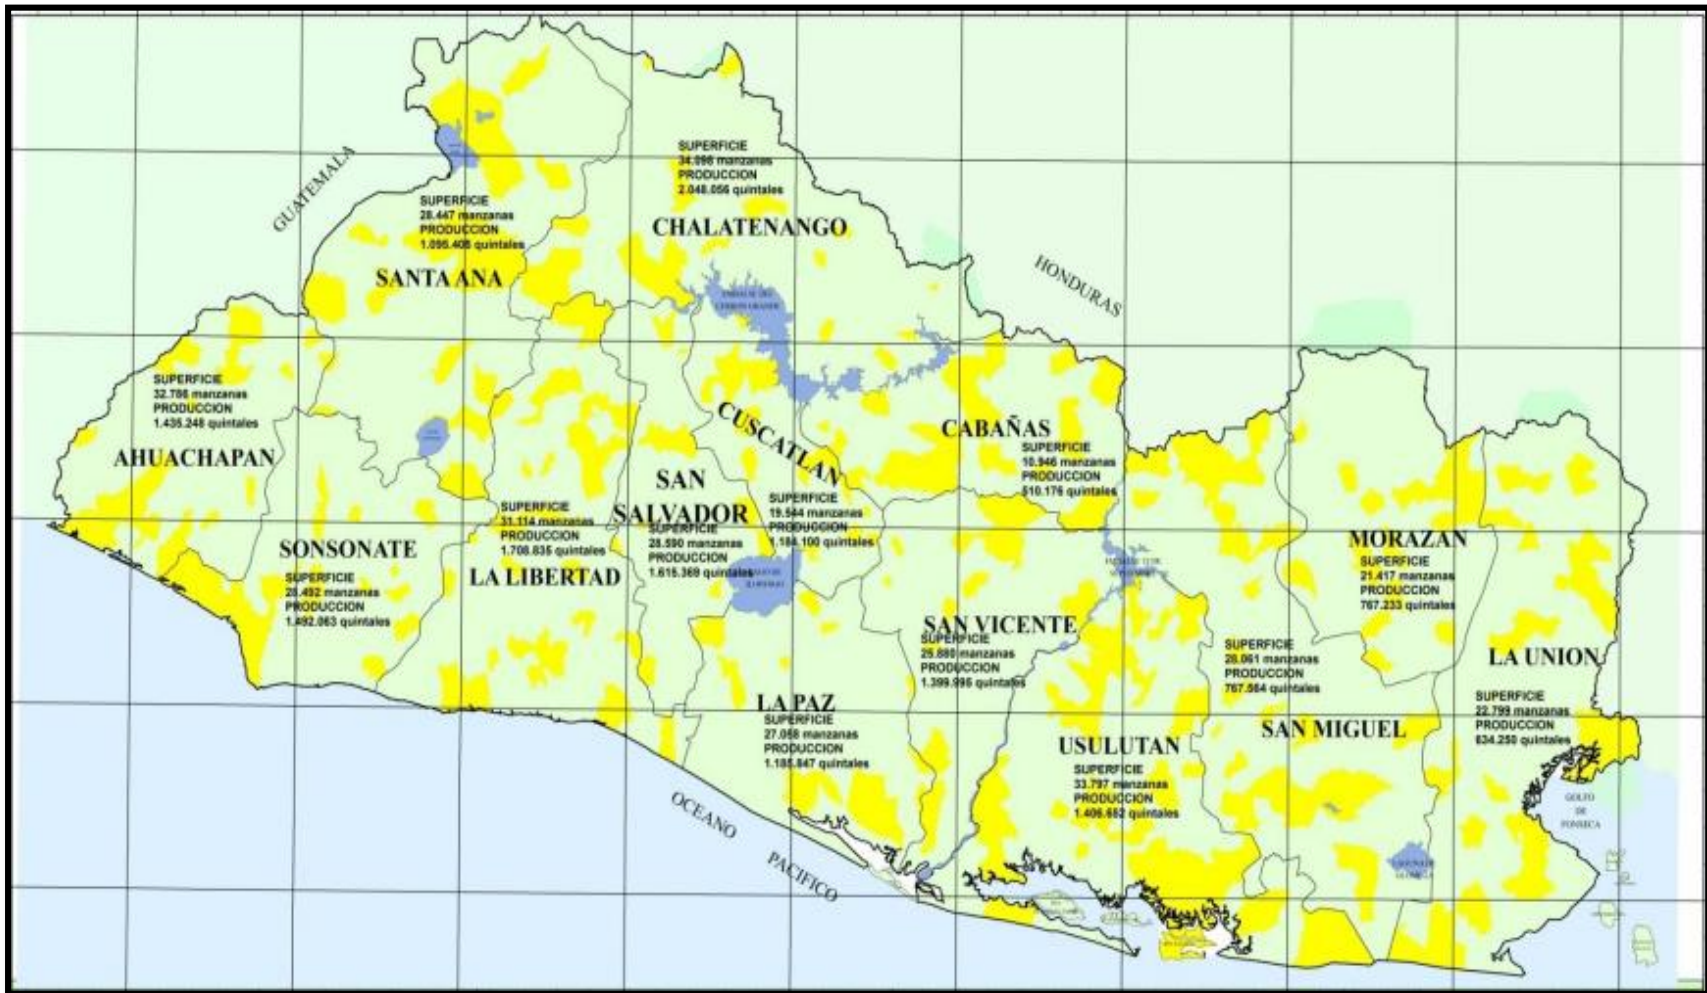 GUATEMALA
HONDURAS
SUPERFICIE
34.098 manzanas
PRODUCCION
2.048.056 quintales
CHALATENANGO
SUPERFICIE
28.447 manzanas
PRODUCCION
1.095.406 quintales
SANTA ANA
SUPERFICIE
32.786 manzanas
PRODUCCION
1.435.248 quintales
AHUACHAPAN
SONSONATE
SUPERFICIE
28.492 manzanas
PRODUCCION
1.492.063 quintales
SUPERFICIE
31.114 manzanas
PRODUCCION
1.708.835 quintales
LA LIBERTAD
SAN
SALVADOR
SUPERFICIE
28.590 manzanas
PRODUCCION
1.615.369 quintales
CUSCATLAN
SUPERFICIE
19.544 manzanas
PRODUCCION
1.184.100 quintales
CABAÑAS
SUPERFICIE
10.946 manzanas
PRODUCCION
510.176 quintales
SAN VICENTE
SUPERFICIE
25.880 manzanas
PRODUCCION
1.399.995 quintales
LA PAZ
SUPERFICIE
27.058 manzanas
PRODUCCION
1.185.847 quintales
USULUTAN
SUPERFICIE
33.797 manzanas
PRODUCCION
1.406.652 quintales
SUPERFICIE
28.061 manzanas
PRODUCCION
767.564 quintales
SAN MIGUEL
MORAZAN
SUPERFICIE
21.417 manzanas
PRODUCCION
767.233 quintales
LA UNION
SUPERFICIE
22.799 manzanas
PRODUCCION
634.250 quintales
GOLFO
DE
FONSECA
OCEANO
PACIFICO